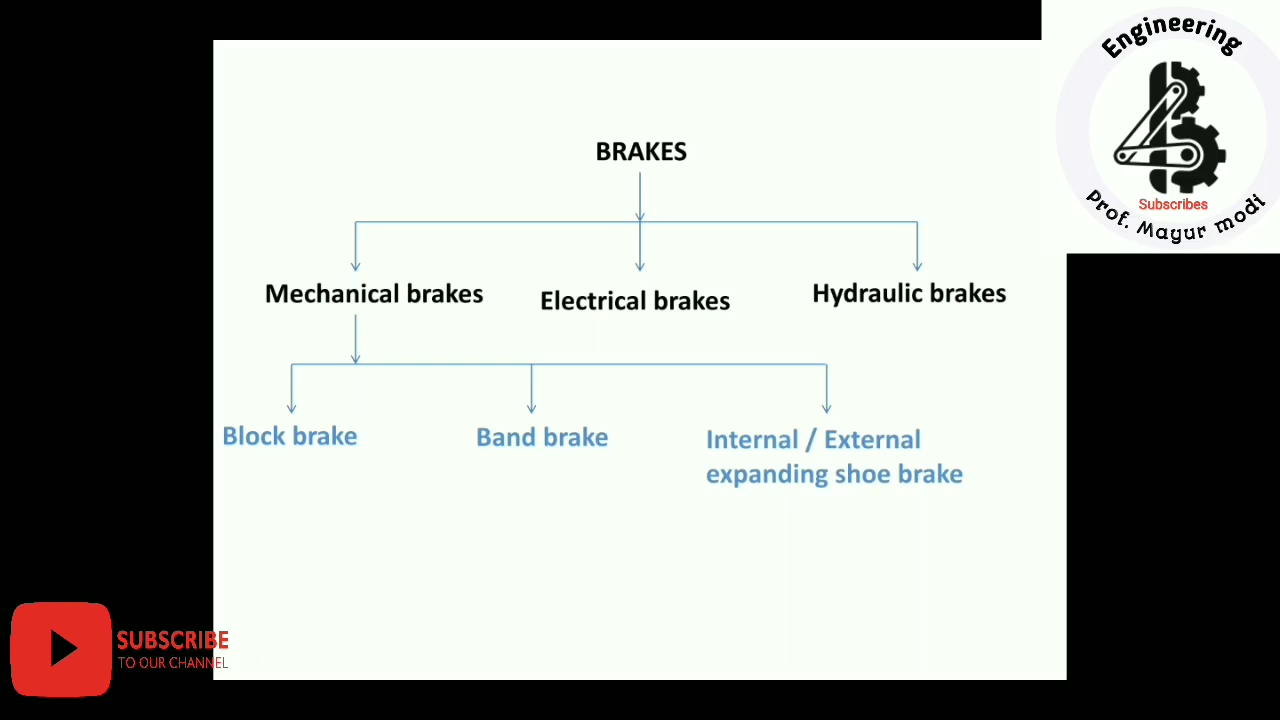 Engineering
Subscribes
Prof. Mayur modi
BRAKES
Mechanical brakes
Electrical brakes
Hydraulic brakes
Block brake
Band brake
Internal / External
expanding shoe brake
SUBSCRIBE
TO OUR CHANNEL